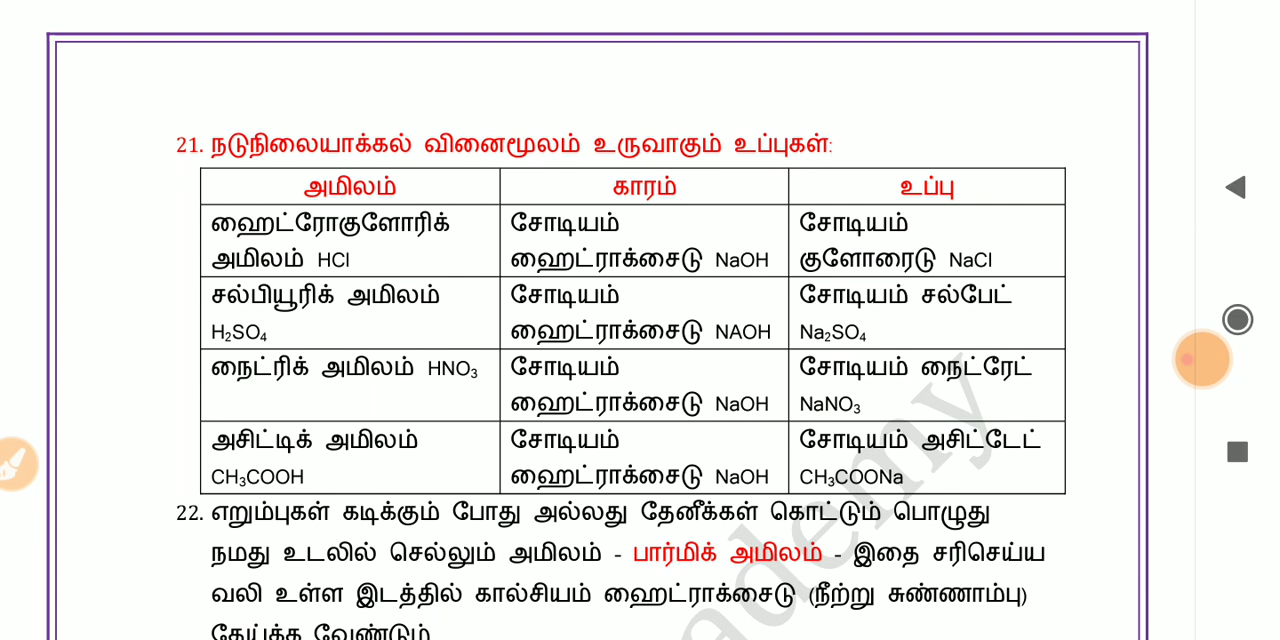 21. நடுநிலையாக்கல் வினைமூலம் உருவாகும் உப்புகள்:
அமிலம் காரம் உப்பு
ஹைட்ரோகுளோரிக் சோடியம் சோடியம்
அமிலம் HCl ஹைட்ராக்சைடு NaOH குளோரைடு NaCl
சல்பியூரிக் அமிலம் சோடியம் சோடியம் சல்பேட்
H₂SO₄ ஹைட்ராக்சைடு NAOH Na₂SO₄
நைட்ரிக் அமிலம் HNO₃ சோடியம் சோடியம் நைட்ரேட்
ஹைட்ராக்சைடு NaOH NaNO₃
அசிட்டிக் அமிலம் சோடியம் சோடியம் அசிட்டேட்
CH₃COOH ஹைட்ராக்சைடு NaOH CH₃COONa
22. எறும்புகள் கடிக்கும் போது அல்லது தேனீக்கள் கொட்டும் பொழுது
நமது உடலில் செல்லும் அமிலம் - பார்மிக் அமிலம் - இதை சரிசெய்ய
வலி உள்ள இடத்தில் கால்சியம் ஹைட்ராக்சைடு (நீற்று சுண்ணாம்பு)
தேய்க்க வேண்டும்